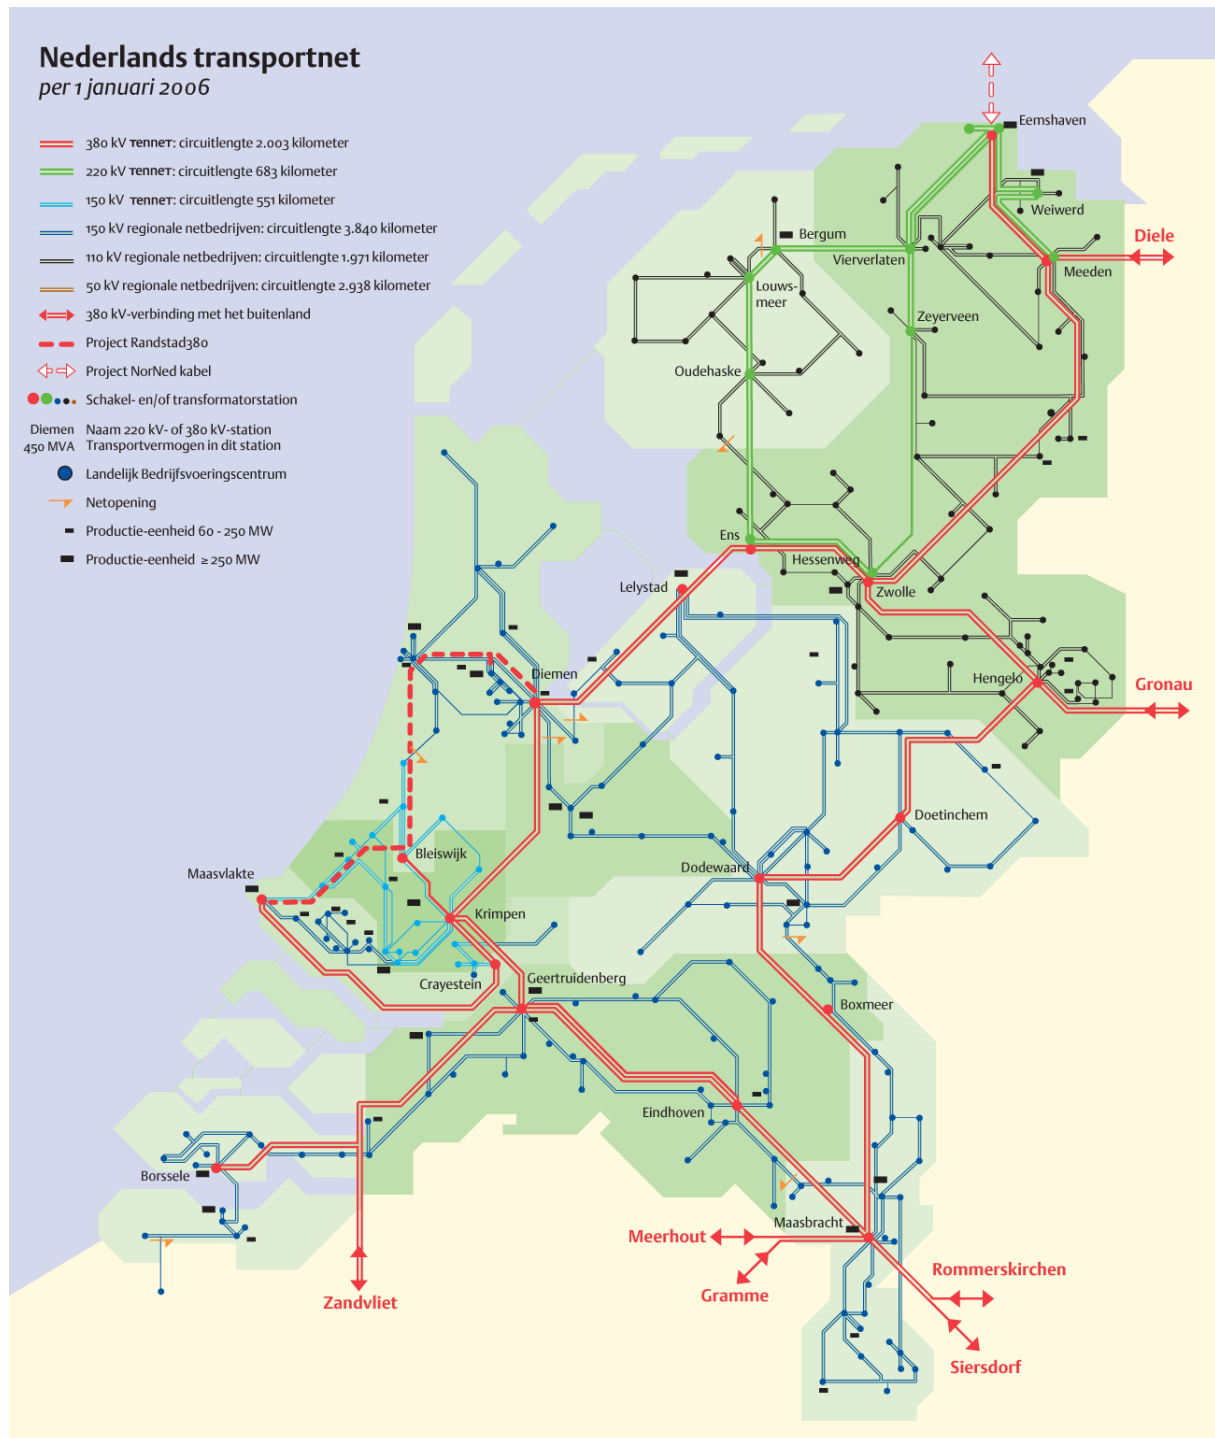 Nederlands transportnet
per 1 januari 2006
380 kV TENNET: circuitlengte 2.003 kilometer
220 kV TENNET: circuitlengte 683 kilometer
150 kV TENNET: circuitlengte 551 kilometer
150 kV regionale netbedrijven: circuitlengte 3.840 kilometer
110 kV regionale netbedrijven: circuitlengte 1.971 kilometer
50 kV regionale netbedrijven: circuitlengte 2.938 kilometer
380 kV-verbinding met het buitenland
Project Randstad380
Project NorNed kabel
Schakel- en/of transformatorstation
Diemen Naam 220 kV- of 380 kV-station
450 MVA Transportvermogen in dit station
Landelijk Bedrijfsvoeringscentrum
Netopening
Productie-eenheid 60 - 250 MW
Productie-eenheid ≥ 250 MW
Eemshaven
Weiwerd
Bergum
Diele
Vierverlaten
Meeden
Louws-
meer
Zeyerveen
Oudehaske
Ens
Hessenweg
Lelystad
Zwolle
Diemen
Hengelo
Gronau
Doetinchem
Bleiswijk
Dodewaard
Maasvlakte
Krimpen
Geertruidenberg
Crayestein
Boxmeer
Eindhoven
Borssele
Maasbracht
Meerhout
Rommerskirchen
Gramme
Zandvliet
Siersdorf